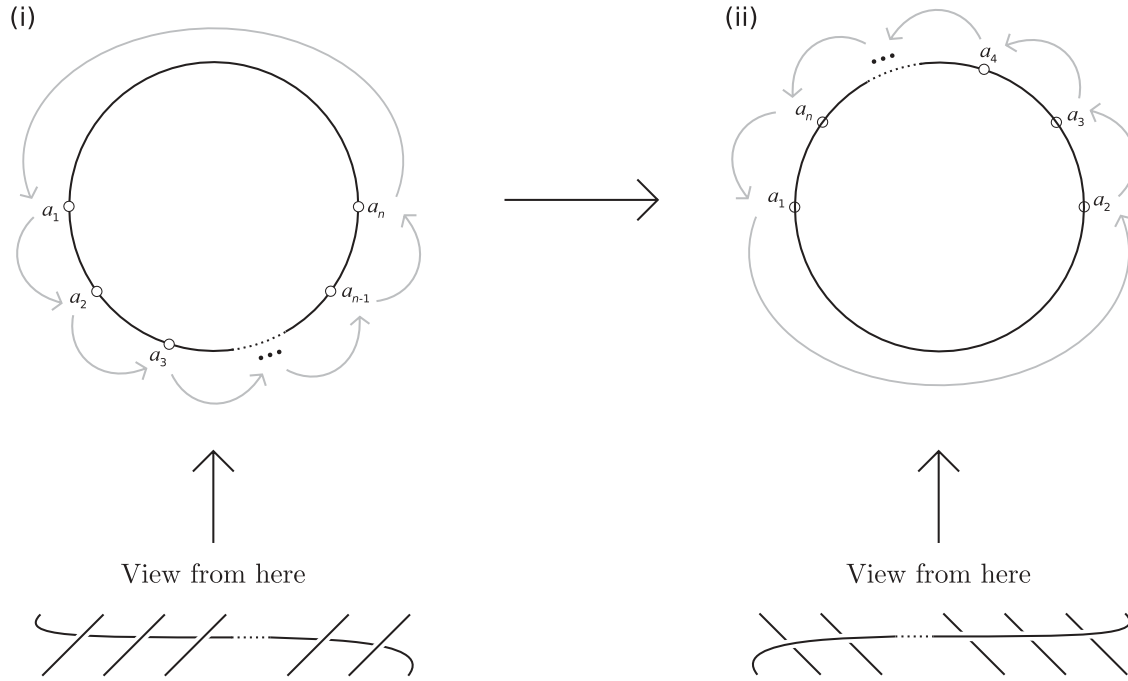 (i)
(ii)
a₁
a₂
a₃
aₙ₋₁
aₙ
a₁
aₙ
a₄
a₃
a₂
View from here
View from here